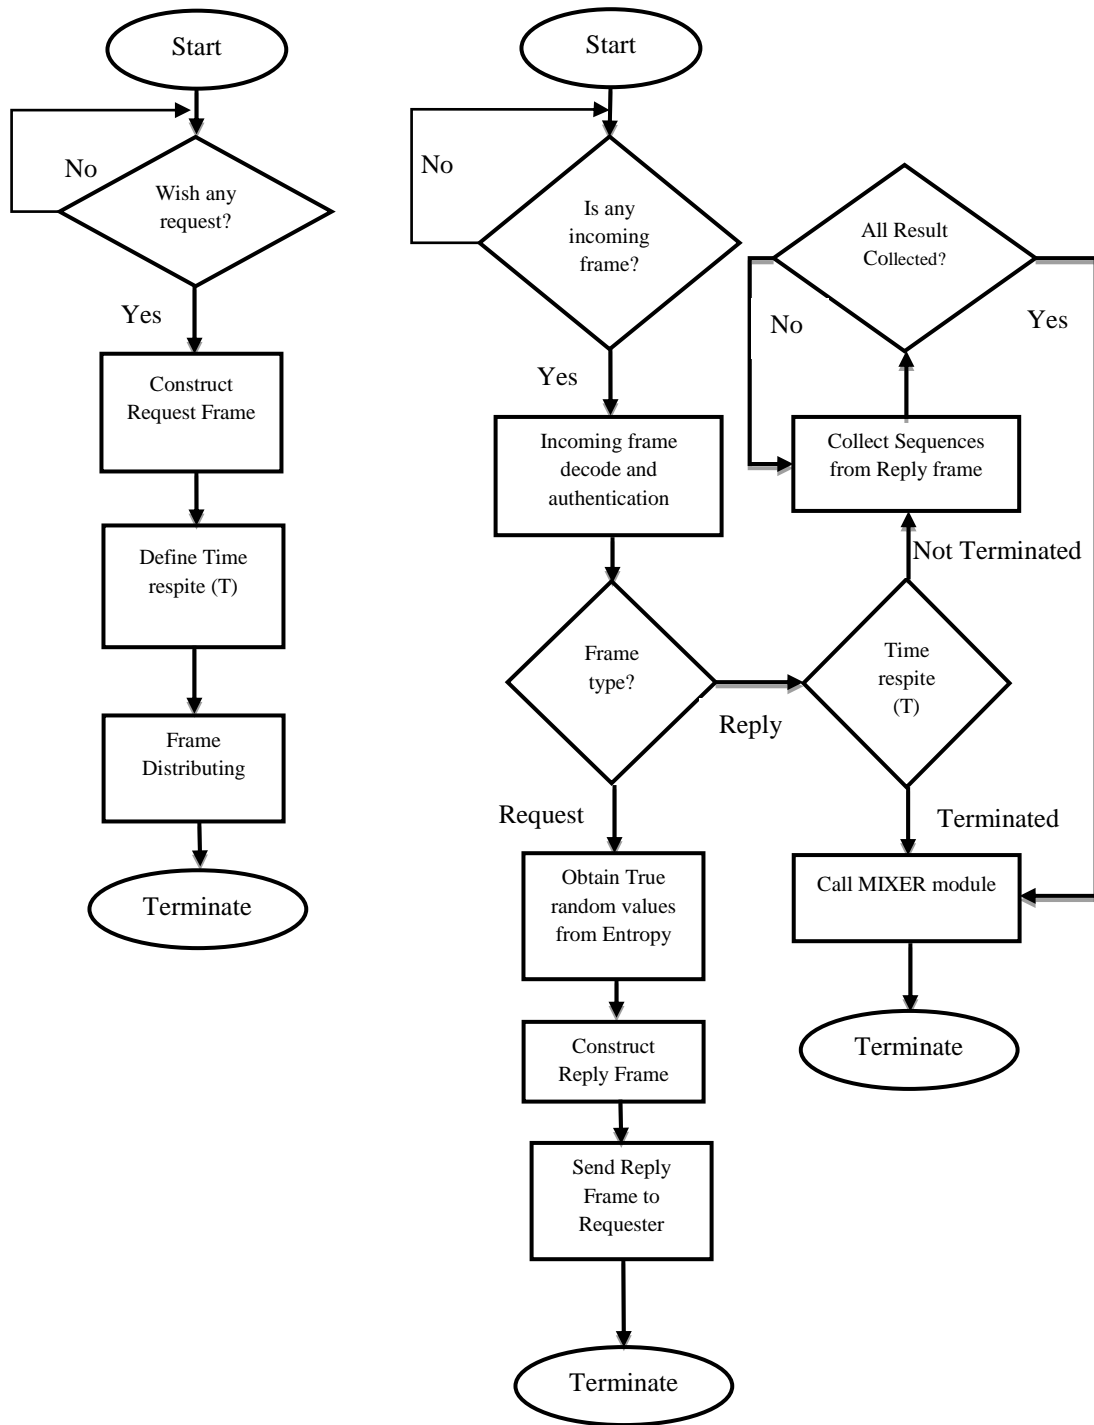 Start
No
Wish any
request?
Yes
Construct
Request Frame
Define Time
respite (T)
Frame
Distributing
Terminate
Start
No
Is any
incoming
frame?
Yes
Incoming frame
decode and
authentication
Frame
type?
Reply
Request
Obtain True
random values
from Entropy
Construct
Reply Frame
Send Reply
Frame to
Requester
Terminate
All Result
Collected?
No
Yes
Collect Sequences
from Reply frame
Not Terminated
Time
respite
(T)
Terminated
Call MIXER module
Terminate